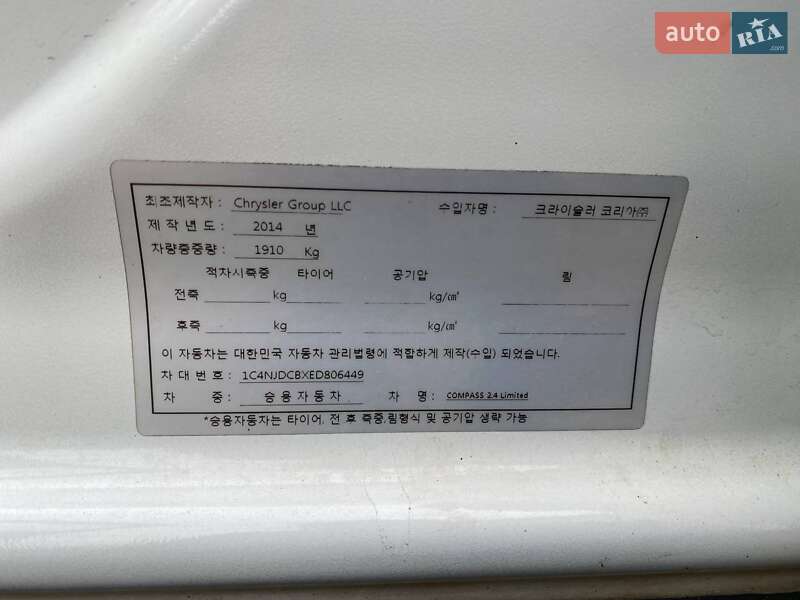 auto RIA.com
최초제작자 : Chrysler Group LLC 수입자명 : 크라이슬러 코리아㈜
제 작 년 도 : 2014 년
차량총중량 : 1910 Kg
적차시축중 타이어 공기압 림
전축 kg kg/㎠
후축 kg kg/㎠
이 자동차는 대한민국 자동차 관리법령에 적합하게 제작(수입) 되었습니다.
차 대 번 호 : 1C4NJDCBXED806449
차 종 : 승 용 자 동 차 차 명 : COMPASS 2.4 Limited
*승용자동차는 타이어, 전 후 축중,림형식 및 공기압 생략 가능